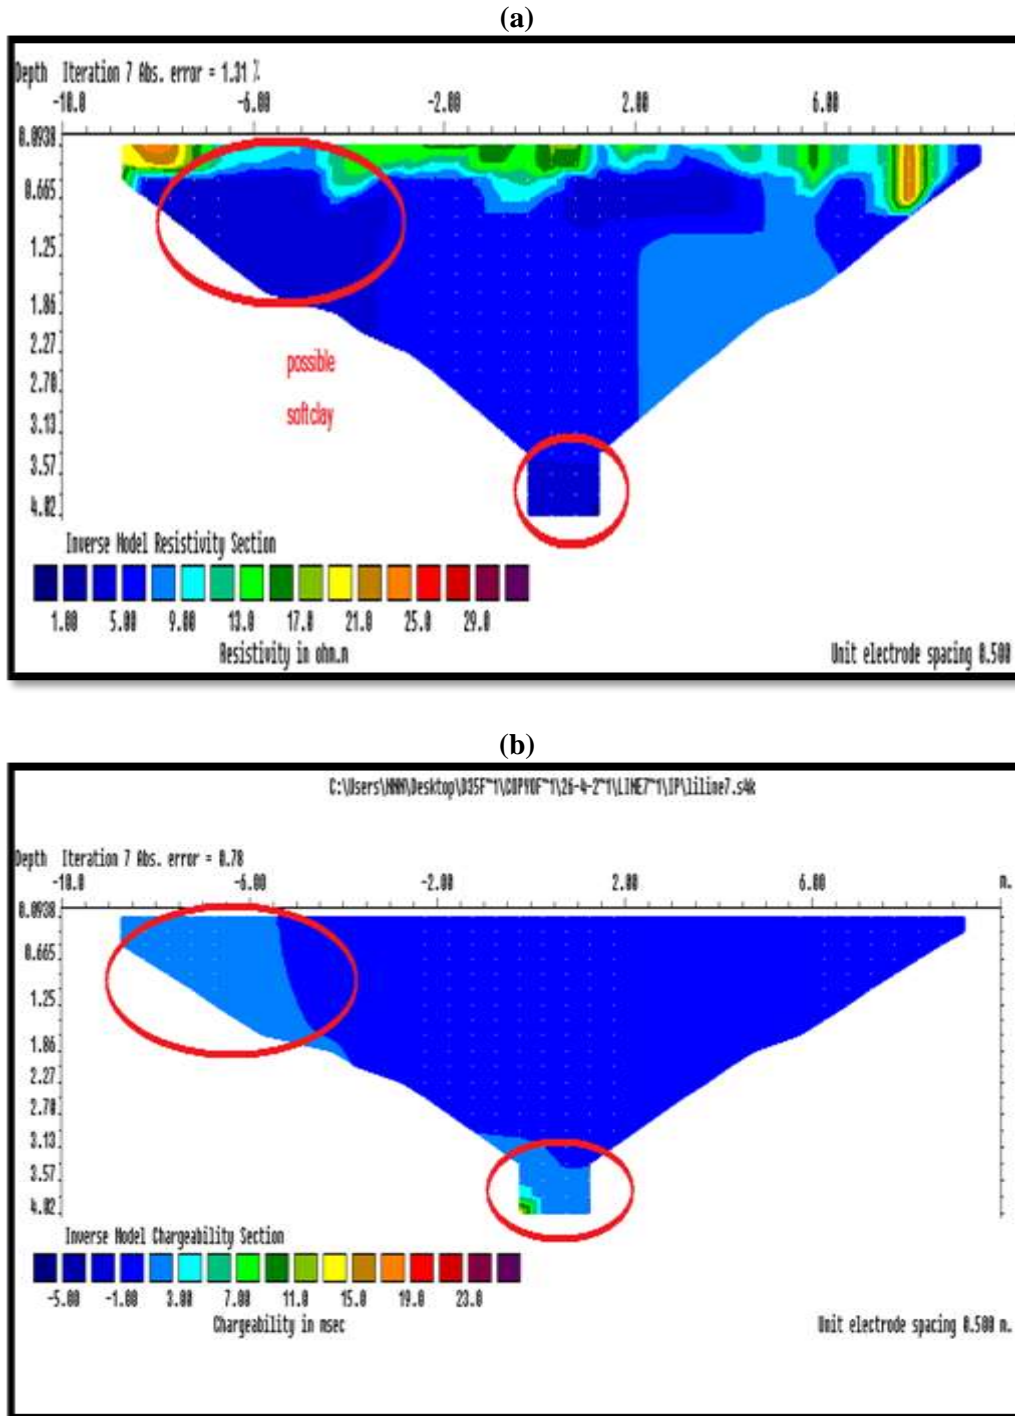 (a)
Depth Iteration 7 Abs. error = 1.31 %
-10.0 -6.00 -2.00 2.00 6.00
0.0938
0.665
1.25
1.86
2.27
2.70
3.13
3.57
4.02
possible
softclay
Inverse Model Resistivity Section
1.00 5.00 9.00 13.0 17.0 21.0 25.0 29.0
Resistivity in ohm.m
Unit electrode spacing 0.500
(b)
Depth Iteration 7 Abs. error = 0.78
-10.0 -6.00 -2.00 2.00 6.00 m.
0.0938
0.665
1.25
1.86
2.27
2.70
3.13
3.57
4.02
Inverse Model Chargeability Section
-5.00 -1.00 3.00 7.00 11.0 15.0 19.0 23.0
Chargeability in msec
Unit electrode spacing 0.500 m.